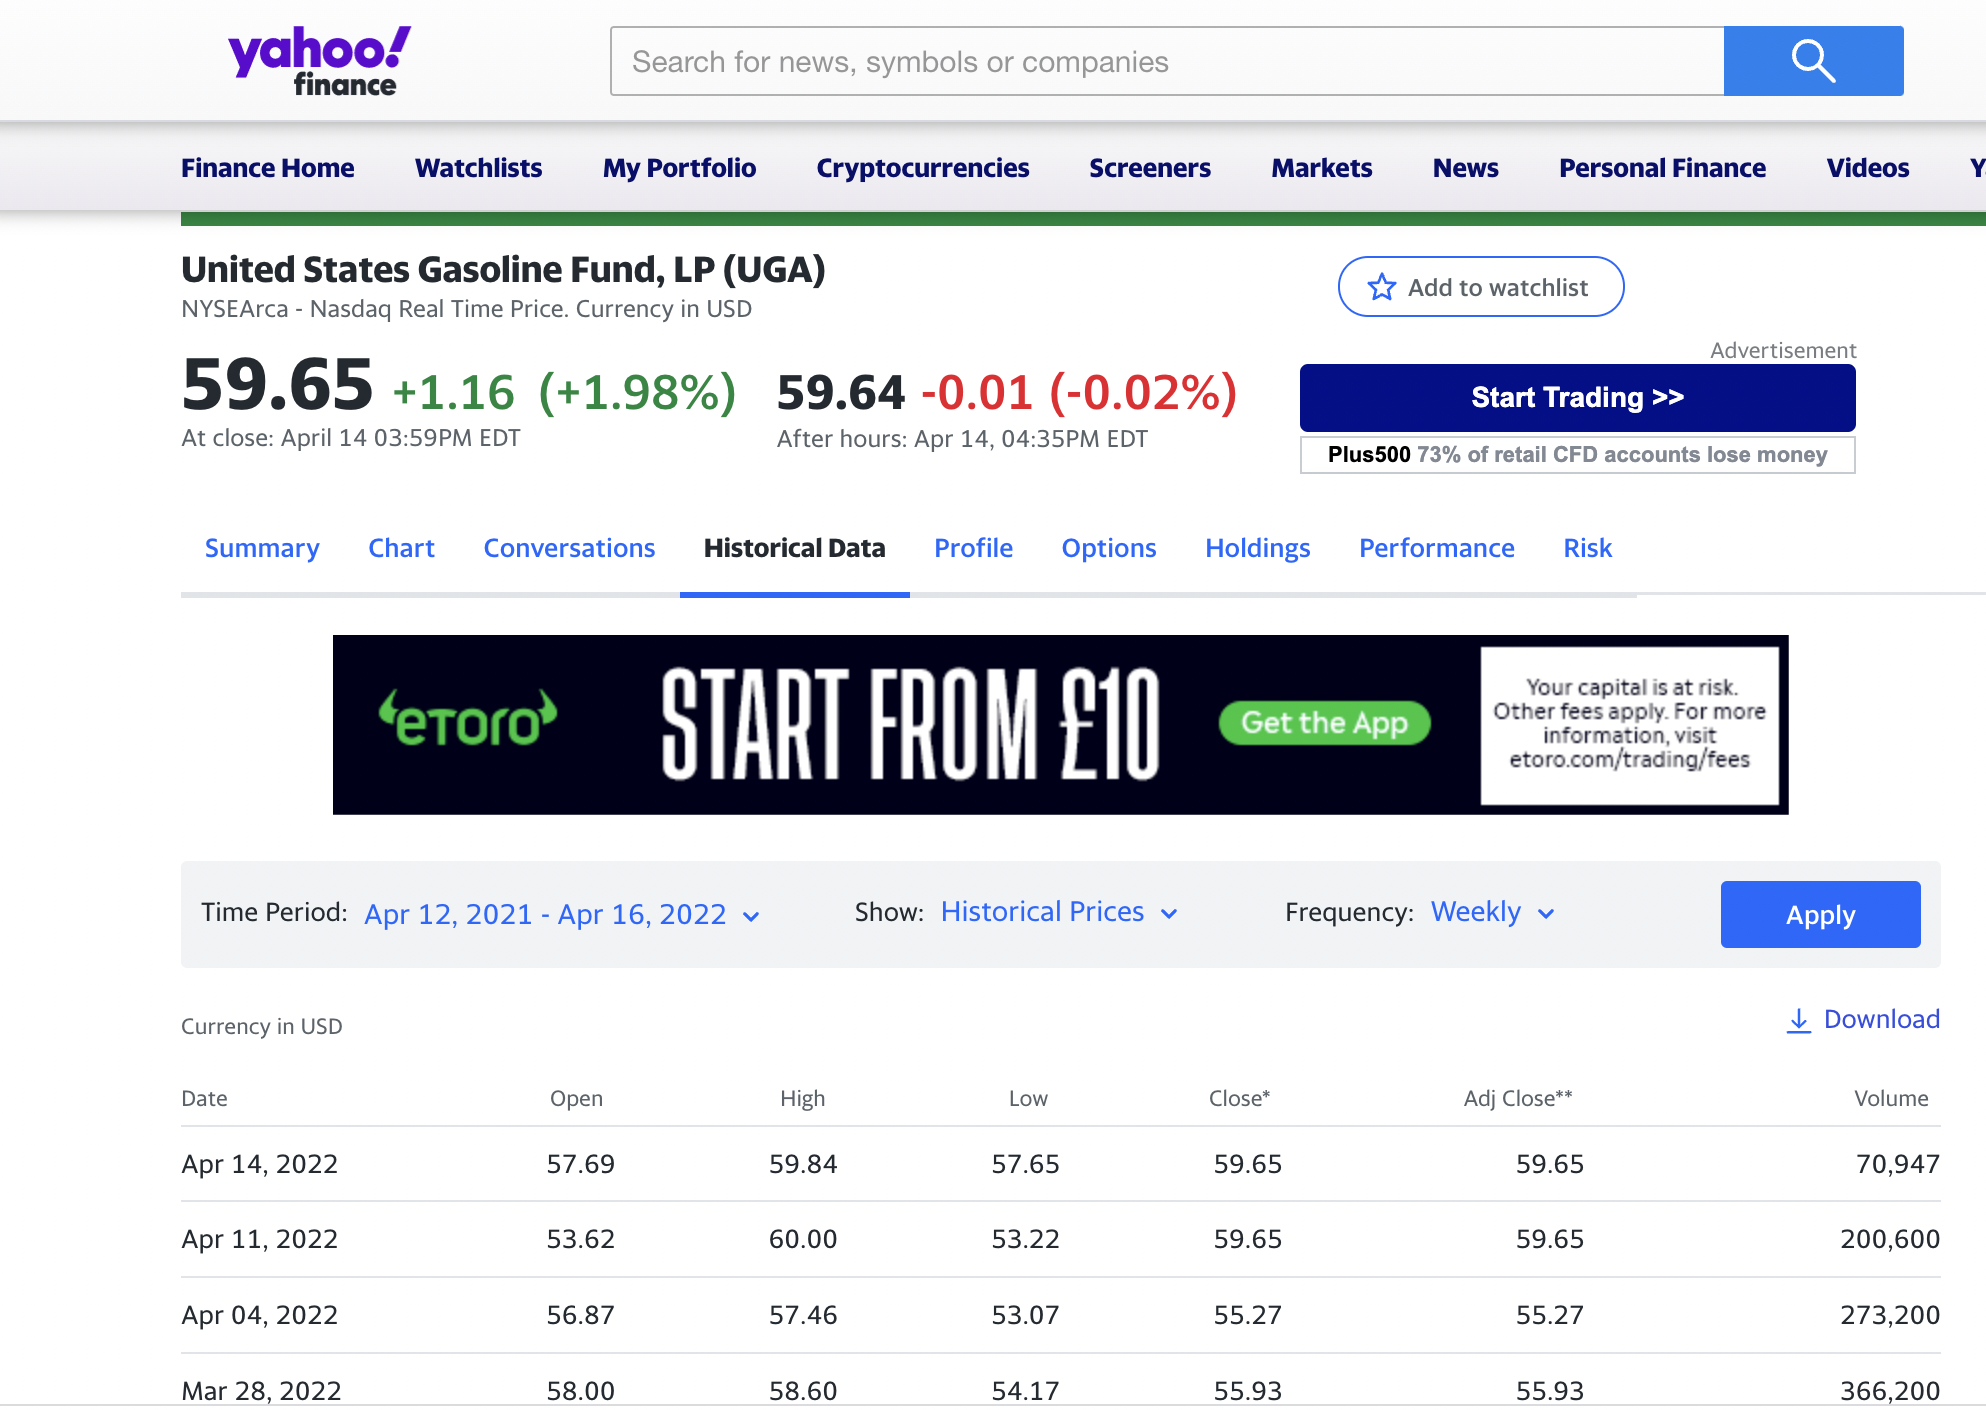 yahoo!
finance
Search for news, symbols or companies
Finance Home Watchlists My Portfolio Cryptocurrencies Screeners Markets News Personal Finance Videos
United States Gasoline Fund, LP (UGA)
NYSEArca - Nasdaq Real Time Price. Currency in USD
Add to watchlist
59.65 +1.16 (+1.98%) 59.64 -0.01 (-0.02%)
At close: April 14 03:59PM EDT After hours: Apr 14, 04:35PM EDT
Advertisement
Start Trading >>
Plus500 73% of retail CFD accounts lose money
Summary Chart Conversations Historical Data Profile Options Holdings Performance Risk
eToro START FROM £10 Get the App
Your capital is at risk.
Other fees apply. For more
information, visit
etoro.com/trading/fees
Time Period: Apr 12, 2021 - Apr 16, 2022 Show: Historical Prices Frequency: Weekly Apply
Currency in USD Download
Date Open High Low Close* Adj Close** Volume
Apr 14, 2022 57.69 59.84 57.65 59.65 59.65 70,947
Apr 11, 2022 53.62 60.00 53.22 59.65 59.65 200,600
Apr 04, 2022 56.87 57.46 53.07 55.27 55.27 273,200
Mar 28, 2022 58.00 58.60 54.17 55.93 55.93 366,200